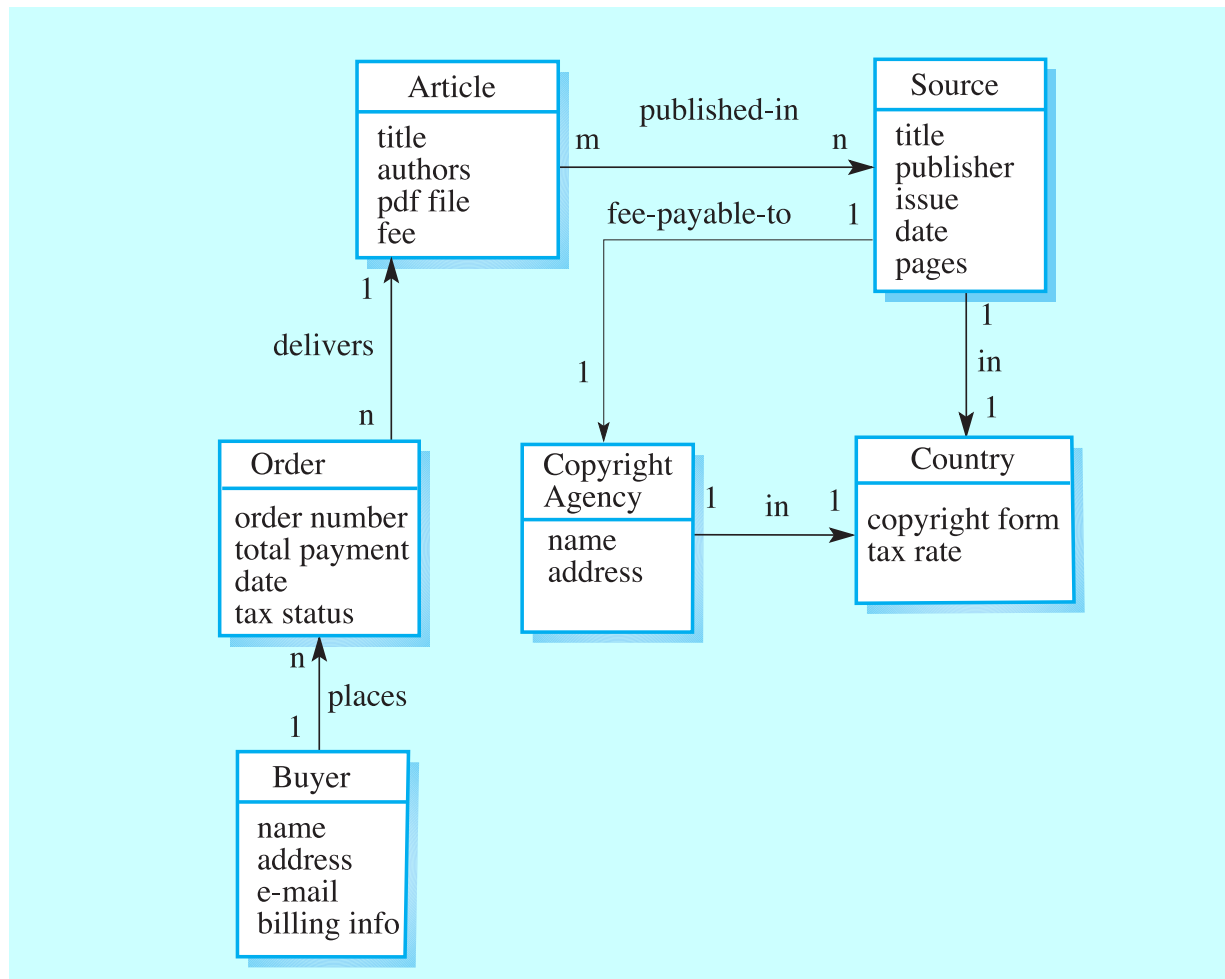 Article
title
authors
pdf file
fee
published-in
m
n
Source
title
publisher
issue
date
pages
fee-payable-to
1
1
1
delivers
n
1
in
1
Order
order number
total payment
date
tax status
Copyright
Agency
name
address
1
in
1
Country
copyright form
tax rate
n
places
1
Buyer
name
address
e-mail
billing info